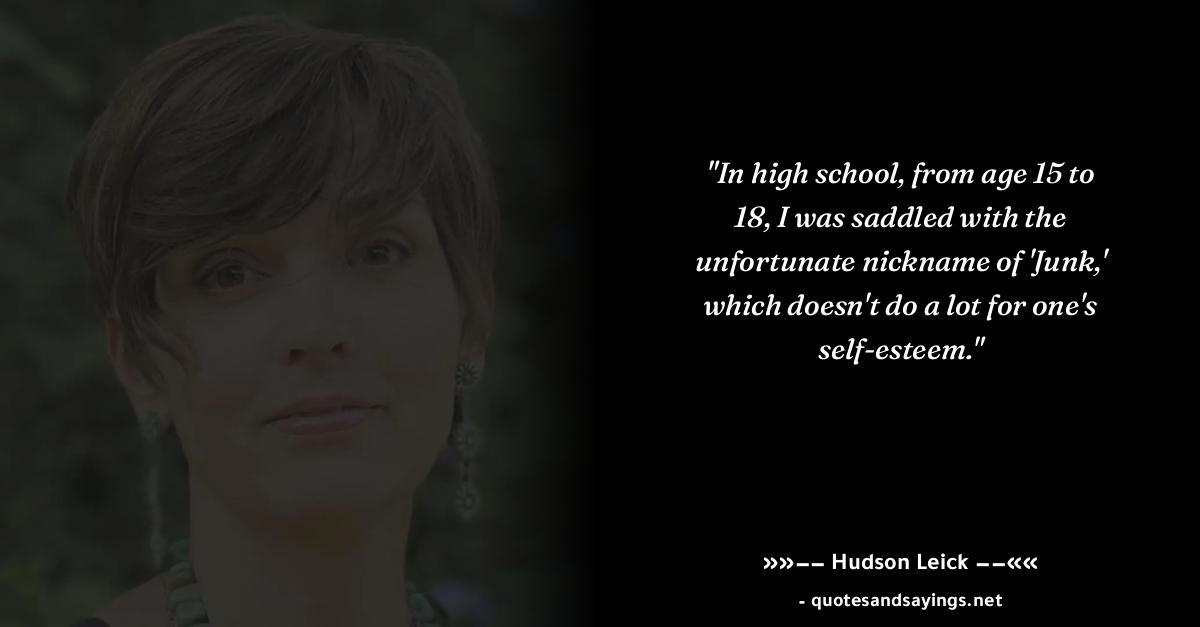 "In high school, from age 15 to
18, I was saddled with the
unfortunate nickname of 'Junk,'
which doesn't do a lot for one's
self-esteem."
»»−− Hudson Leick −−««
- quotesandsayings.net